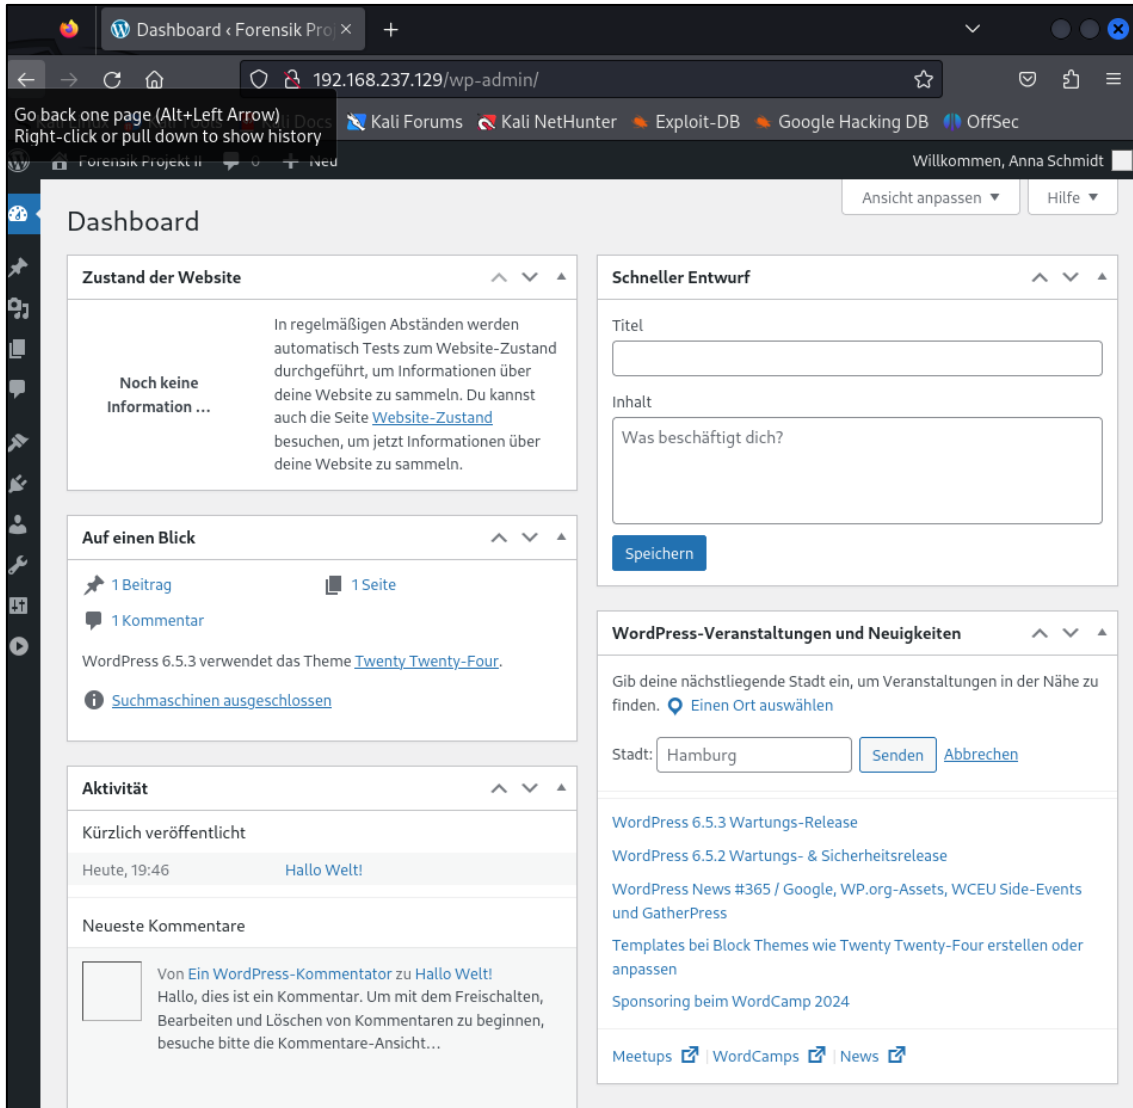 Dashboard ‹ Forensik Proj
192.168.237.129/wp-admin/
Go back one page (Alt+Left Arrow)
Right-click or pull down to show history
Kali Docs
Kali Forums
Kali NetHunter
Exploit-DB
Google Hacking DB
OffSec
Forensik Projekt II
0
Neu
Willkommen, Anna Schmidt
Ansicht anpassen
Hilfe
Dashboard
Zustand der Website
Noch keine
Information ...
In regelmäßigen Abständen werden
automatisch Tests zum Website-Zustand
durchgeführt, um Informationen über
deine Website zu sammeln. Du kannst
auch die Seite Website-Zustand
besuchen, um jetzt Informationen über
deine Website zu sammeln.
Auf einen Blick
1 Beitrag
1 Seite
1 Kommentar
WordPress 6.5.3 verwendet das Theme Twenty Twenty-Four.
Suchmaschinen ausgeschlossen
Aktivität
Kürzlich veröffentlicht
Heute, 19:46
Hallo Welt!
Neueste Kommentare
Von Ein WordPress-Kommentator zu Hallo Welt!
Hallo, dies ist ein Kommentar. Um mit dem Freischalten,
Bearbeiten und Löschen von Kommentaren zu beginnen,
besuche bitte die Kommentare-Ansicht…
Schneller Entwurf
Titel
Inhalt
Was beschäftigt dich?
Speichern
WordPress-Veranstaltungen und Neuigkeiten
Gib deine nächstliegende Stadt ein, um Veranstaltungen in der Nähe zu
finden. Einen Ort auswählen
Stadt: Hamburg Senden Abbrechen
WordPress 6.5.3 Wartungs-Release
WordPress 6.5.2 Wartungs- & Sicherheitsrelease
WordPress News #365 / Google, WP.org-Assets, WCEU Side-Events
und GatherPress
Templates bei Block Themes wie Twenty Twenty-Four erstellen oder
anpassen
Sponsoring beim WordCamp 2024
Meetups | WordCamps | News